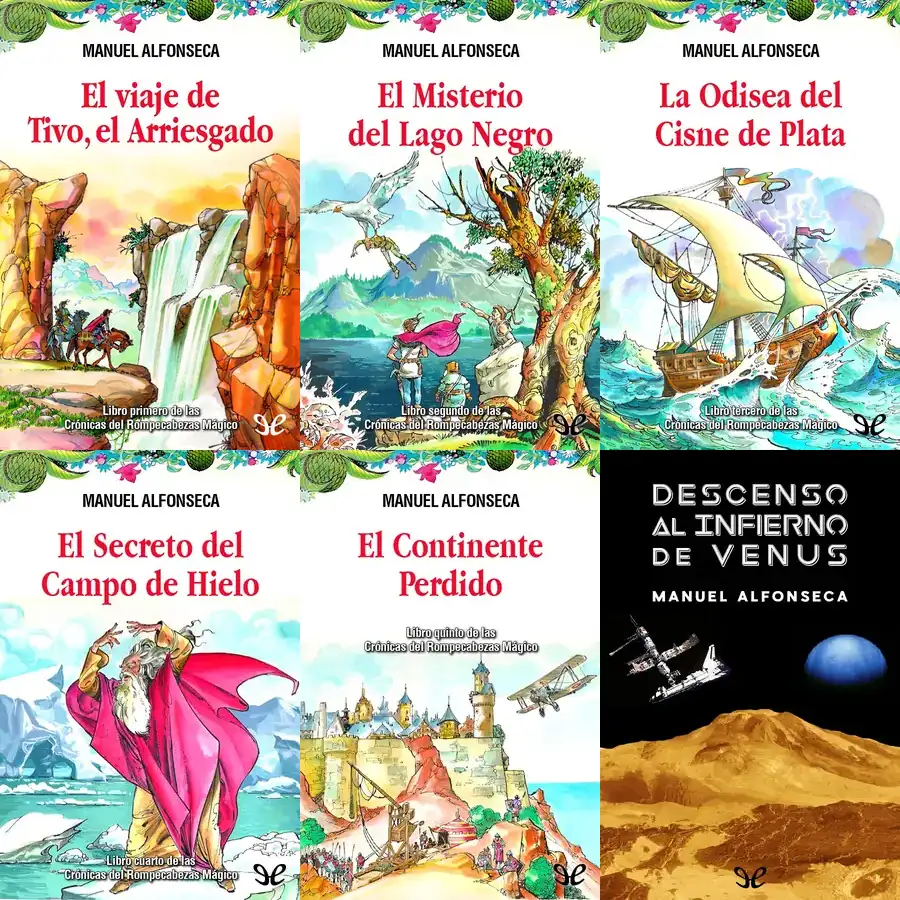 MANUEL ALFONSECA
El viaje de
Tivo, el Arriesgado
Libro primero de las
Crónicas del Rompecabezas Mágico
MANUEL ALFONSECA
El Misterio
del Lago Negro
Libro segundo de las
Crónicas del Rompecabezas Mágico
MANUEL ALFONSECA
La Odisea del
Cisne de Plata
Libro tercero de las
Crónicas del Rompecabezas Mágico
MANUEL ALFONSECA
El Secreto del
Campo de Hielo
Libro cuarto de las
Crónicas del Rompecabezas Mágico
MANUEL ALFONSECA
El Continente
Perdido
Libro quinto de las
Crónicas del Rompecabezas Mágico
DESCENSO
AL INFIERNO
DE VENUS
MANUEL ALFONSECA